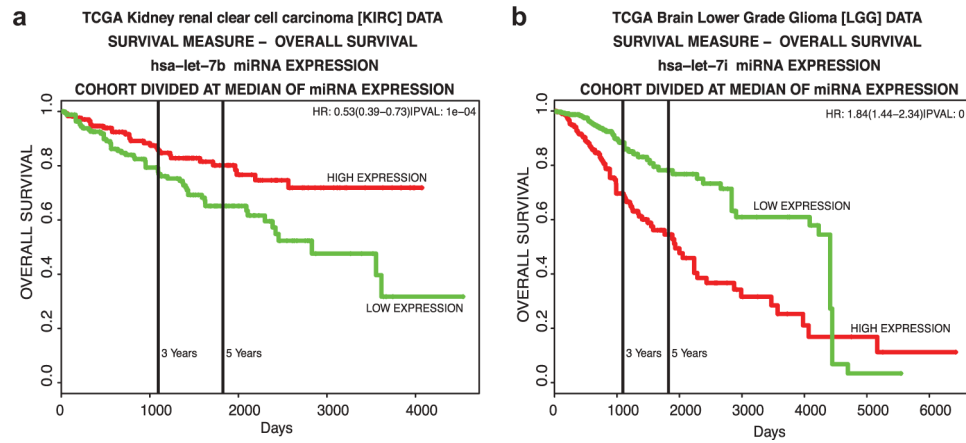 a
TCGA Kidney renal clear cell carcinoma [KIRC] DATA
SURVIVAL MEASURE – OVERALL SURVIVAL
hsa–let–7b miRNA EXPRESSION
COHORT DIVIDED AT MEDIAN OF miRNA EXPRESSION
HR: 0.53(0.39–0.73)IPVAL: 1e–04
OVERALL SURVIVAL
1.0
0.8
0.6
0.4
0.2
0.0
HIGH EXPRESSION
LOW EXPRESSION
3 Years
5 Years
0 1000 2000 3000 4000
Days
b
TCGA Brain Lower Grade Glioma [LGG] DATA
SURVIVAL MEASURE – OVERALL SURVIVAL
hsa–let–7i miRNA EXPRESSION
COHORT DIVIDED AT MEDIAN OF miRNA EXPRESSION
HR: 1.84(1.44–2.34)IPVAL: 0
OVERALL SURVIVAL
1.0
0.8
0.6
0.4
0.2
0.0
LOW EXPRESSION
HIGH EXPRESSION
3 Years
5 Years
0 1000 2000 3000 4000 5000 6000
Days